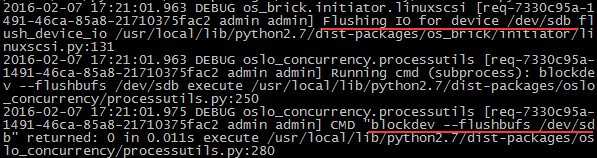 2016-02-07 17:21:01.963 DEBUG os_brick.initiator.linuxscsi [req-7330c95a-1
491-46ca-85a8-21710375fac2 admin admin] Flushing IO for device /dev/sdb fl
ush_device_io /usr/local/lib/python2.7/dist-packages/os_brick/initiator/li
nuxscsi.py:131
2016-02-07 17:21:01.963 DEBUG oslo_concurrency.processutils [req-7330c95a-
1491-46ca-85a8-21710375fac2 admin admin] Running cmd (subprocess): blockde
v --flushbufs /dev/sdb execute /usr/local/lib/python2.7/dist-packages/oslo
_concurrency/processutils.py:250
2016-02-07 17:21:01.975 DEBUG oslo_concurrency.processutils [req-7330c95a-
1491-46ca-85a8-21710375fac2 admin admin] CMD "blockdev --flushbufs /dev/sd
b" returned: 0 in 0.011s execute /usr/local/lib/python2.7/dist-packages/os
lo_concurrency/processutils.py:280